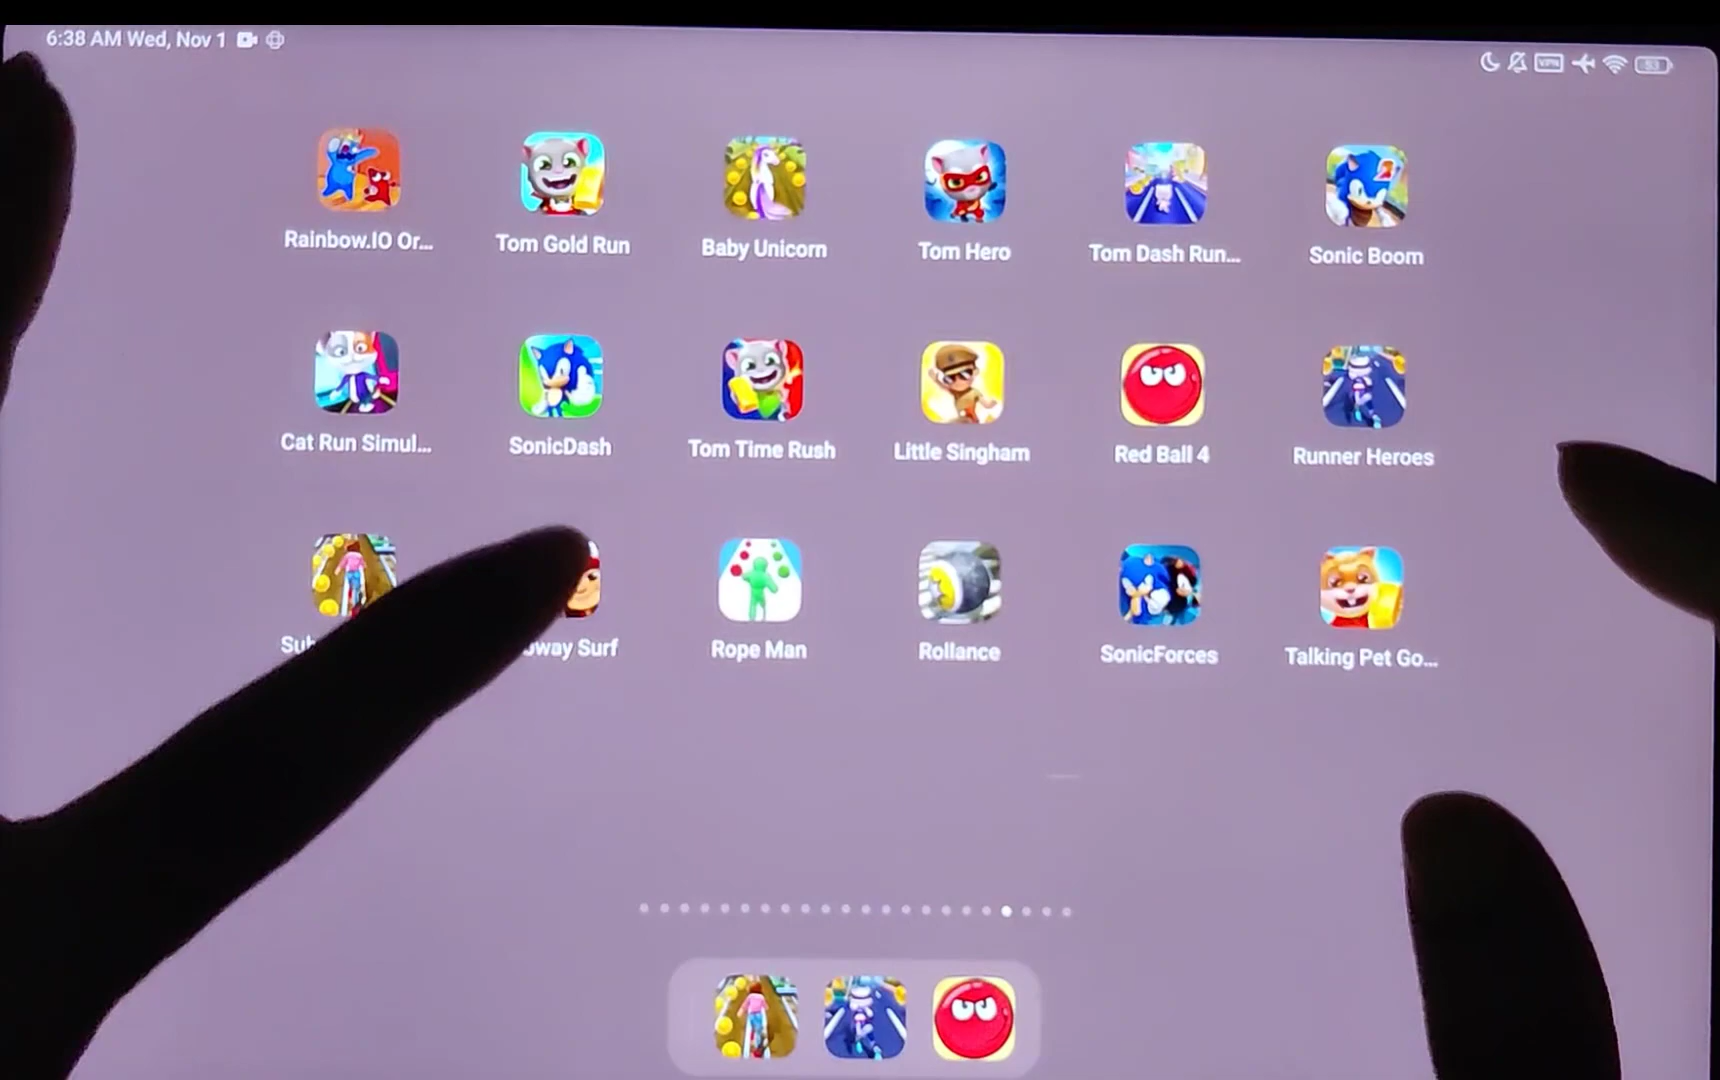 6:38 AM Wed, Nov 1
VPN
53
Rainbow.IO Or...
Tom Gold Run
Baby Unicorn
Tom Hero
Tom Dash Run...
Sonic Boom
Cat Run Simul...
SonicDash
Tom Time Rush
Little Singham
Red Ball 4
Runner Heroes
Surf
Rope Man
Rollance
SonicForces
Talking Pet Go...